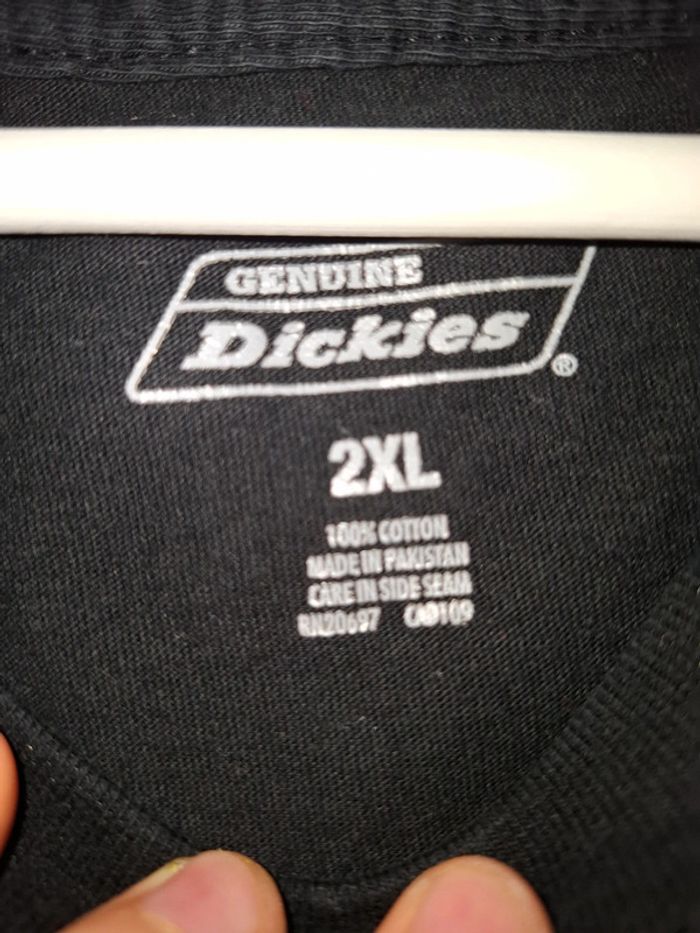 GENUINE
Dickies
®
2XL
100% COTTON
MADE IN PAKISTAN
CARE IN SIDE SEAM
RN20697